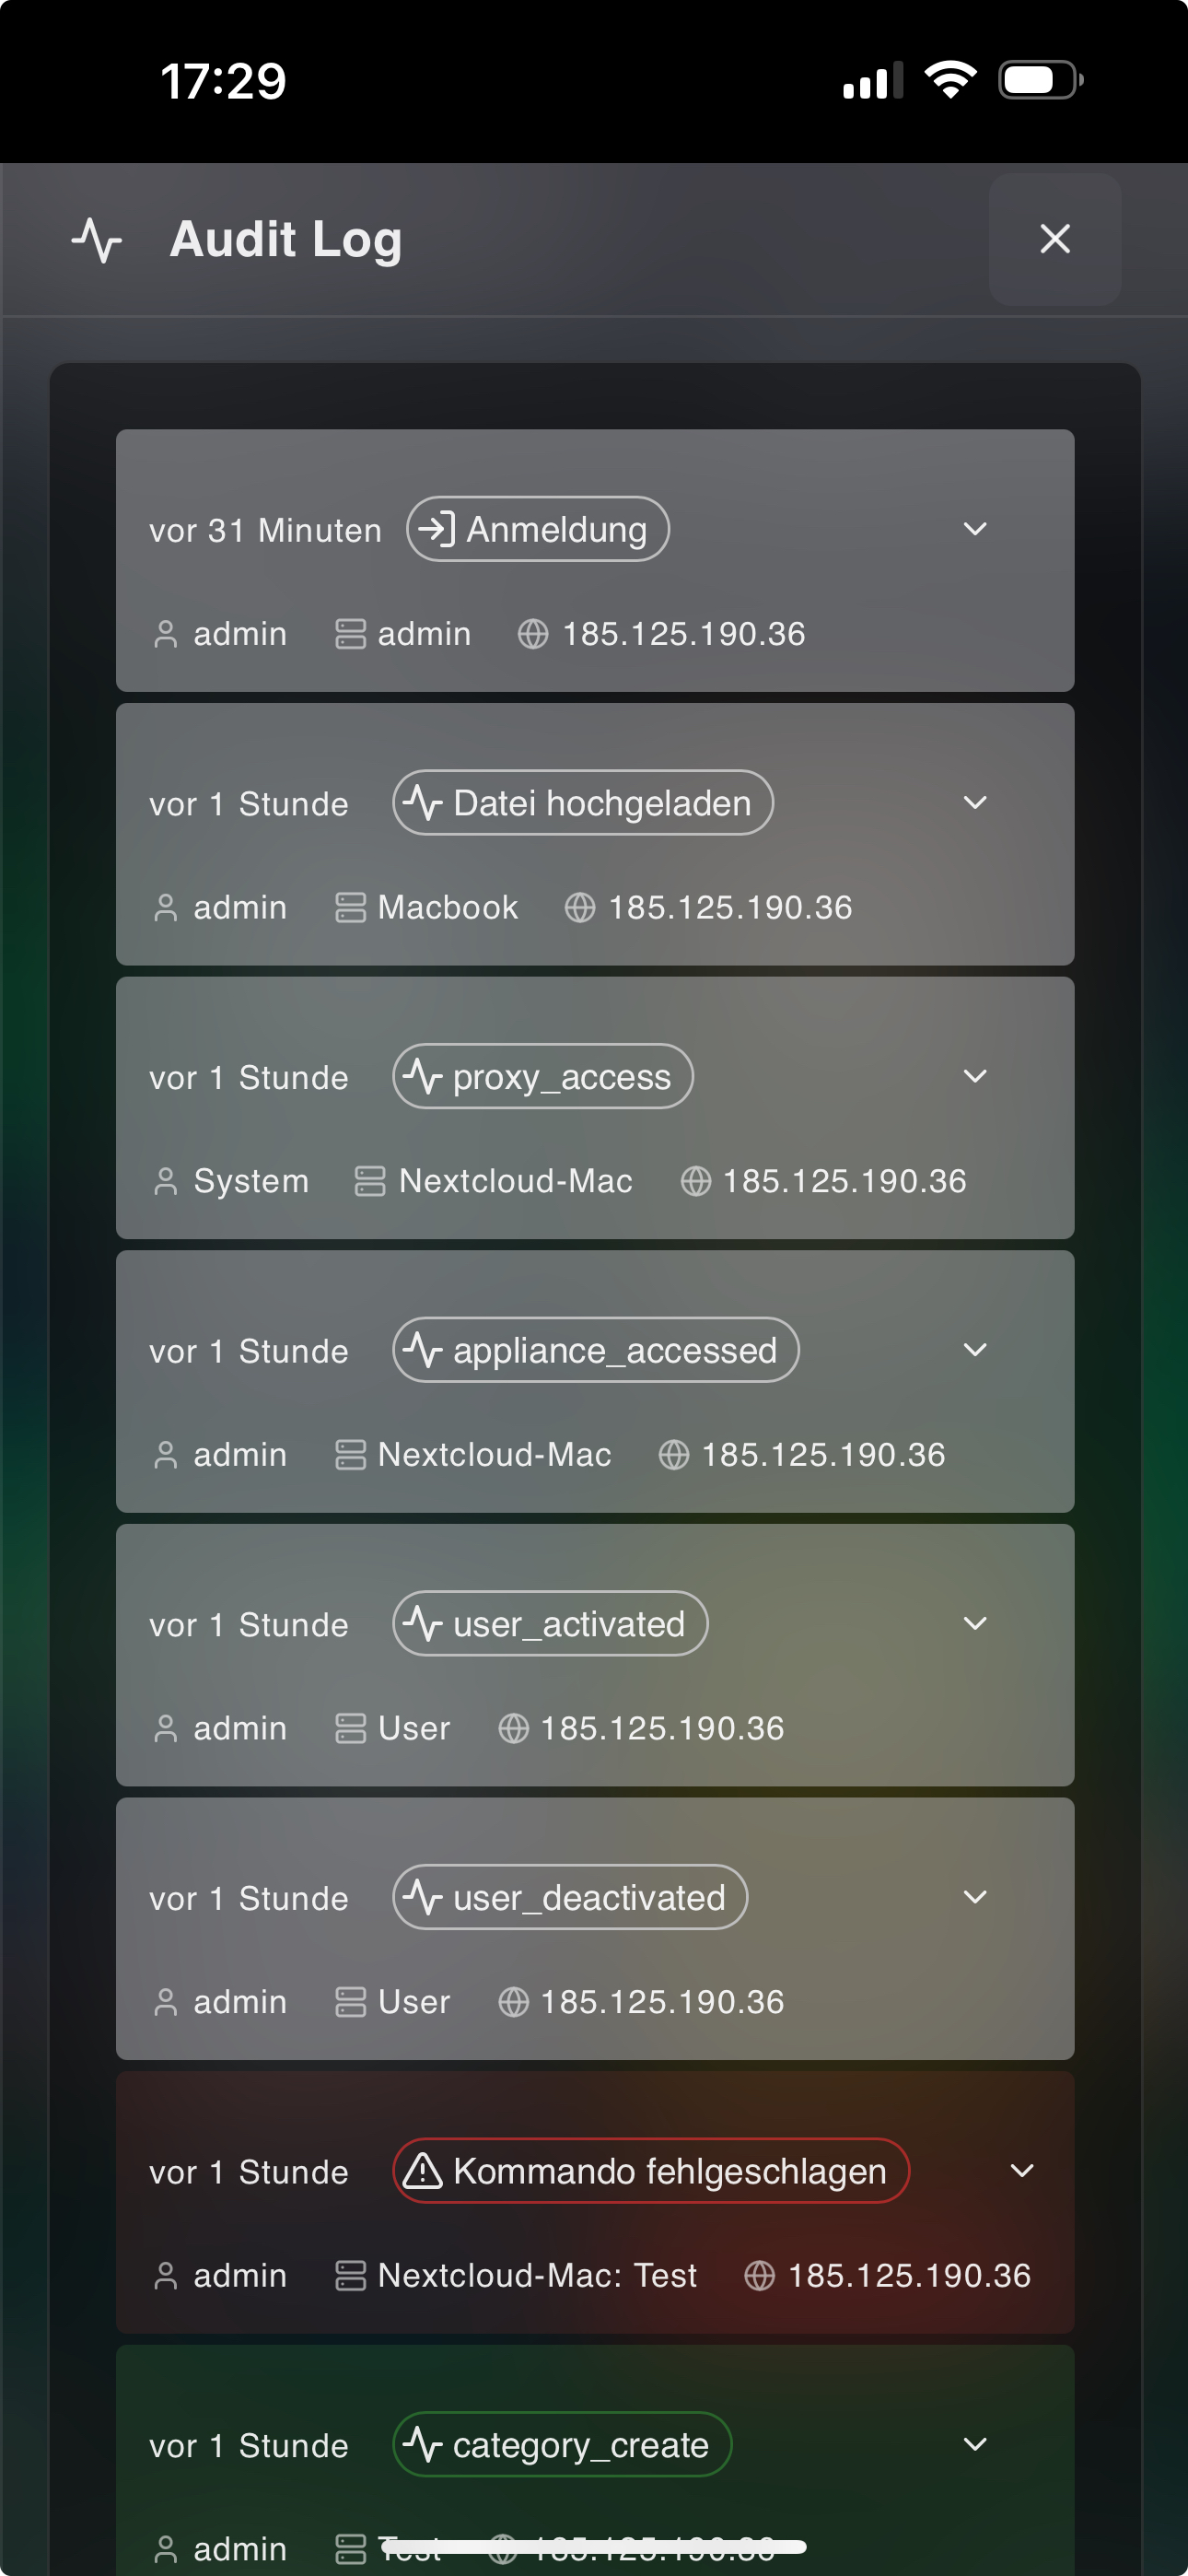 17:29
Audit Log
vor 31 Minuten Anmeldung
admin admin 185.125.190.36
vor 1 Stunde Datei hochgeladen
admin Macbook 185.125.190.36
vor 1 Stunde proxy_access
System Nextcloud-Mac 185.125.190.36
vor 1 Stunde appliance_accessed
admin Nextcloud-Mac 185.125.190.36
vor 1 Stunde user_activated
admin User 185.125.190.36
vor 1 Stunde user_deactivated
admin User 185.125.190.36
vor 1 Stunde Kommando fehlgeschlagen
admin Nextcloud-Mac: Test 185.125.190.36
vor 1 Stunde category_create
admin Test